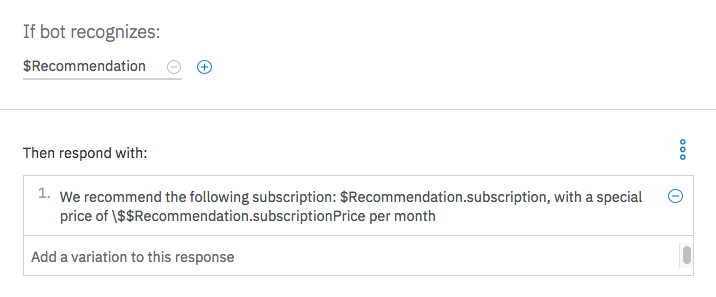 If bot recognizes:
$Recommendation
Then respond with:
1. We recommend the following subscription: $Recommendation.subscription, with a special
price of \$$Recommendation.subscriptionPrice per month
Add a variation to this response